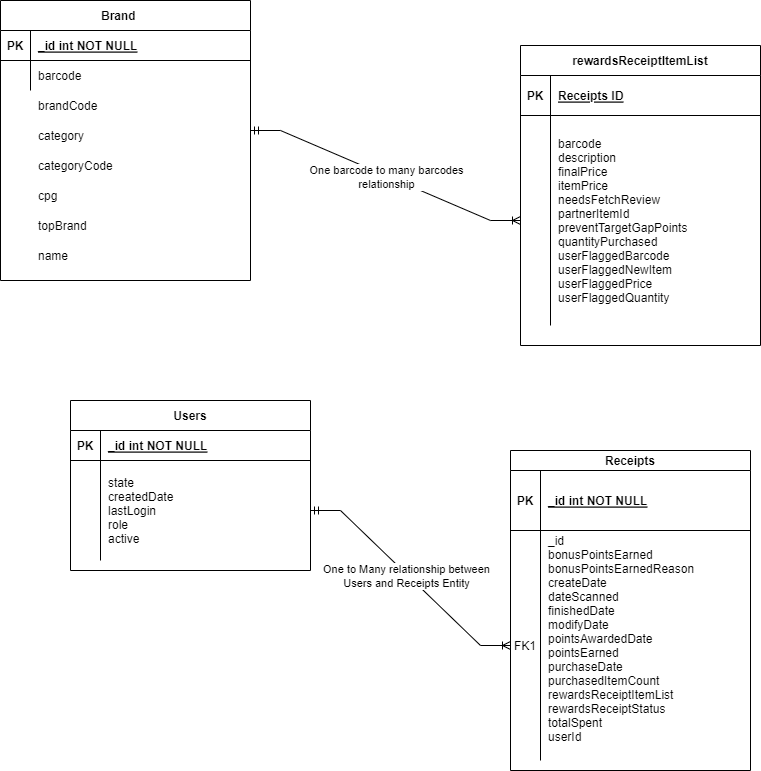 Brand
PK _id int NOT NULL
barcode
brandCode
category
categoryCode
cpg
topBrand
name
One barcode to many barcodes
relationship
rewardsReceiptItemList
PK Receipts ID
barcode
description
finalPrice
itemPrice
needsFetchReview
partnerItemId
preventTargetGapPoints
quantityPurchased
userFlaggedBarcode
userFlaggedNewItem
userFlaggedPrice
userFlaggedQuantity
Users
PK _id int NOT NULL
state
createdDate
lastLogin
role
active
One to Many relationship between
Users and Receipts Entity
Receipts
PK _id int NOT NULL
FK1
_id
bonusPointsEarned
bonusPointsEarnedReason
createDate
dateScanned
finishedDate
modifyDate
pointsAwardedDate
pointsEarned
purchaseDate
purchasedItemCount
rewardsReceiptItemList
rewardsReceiptStatus
totalSpent
userId